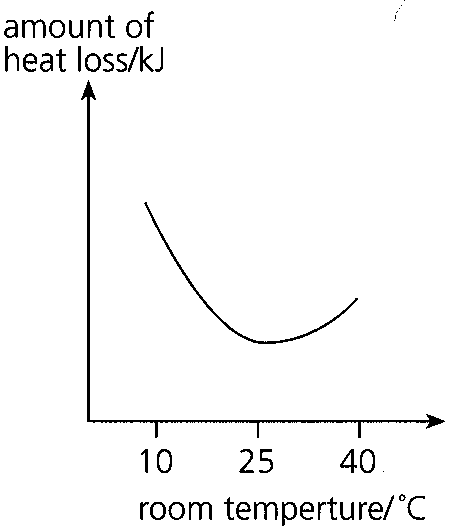 amount of
heat loss/kJ
10 25 40
room temperture/°C